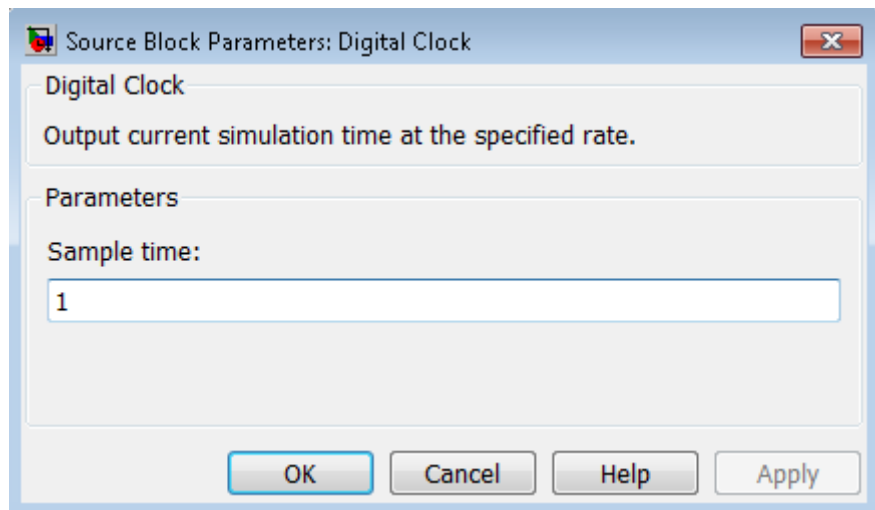 Source Block Parameters: Digital Clock
Digital Clock
Output current simulation time at the specified rate.
Parameters
Sample time:
1
OK Cancel Help Apply